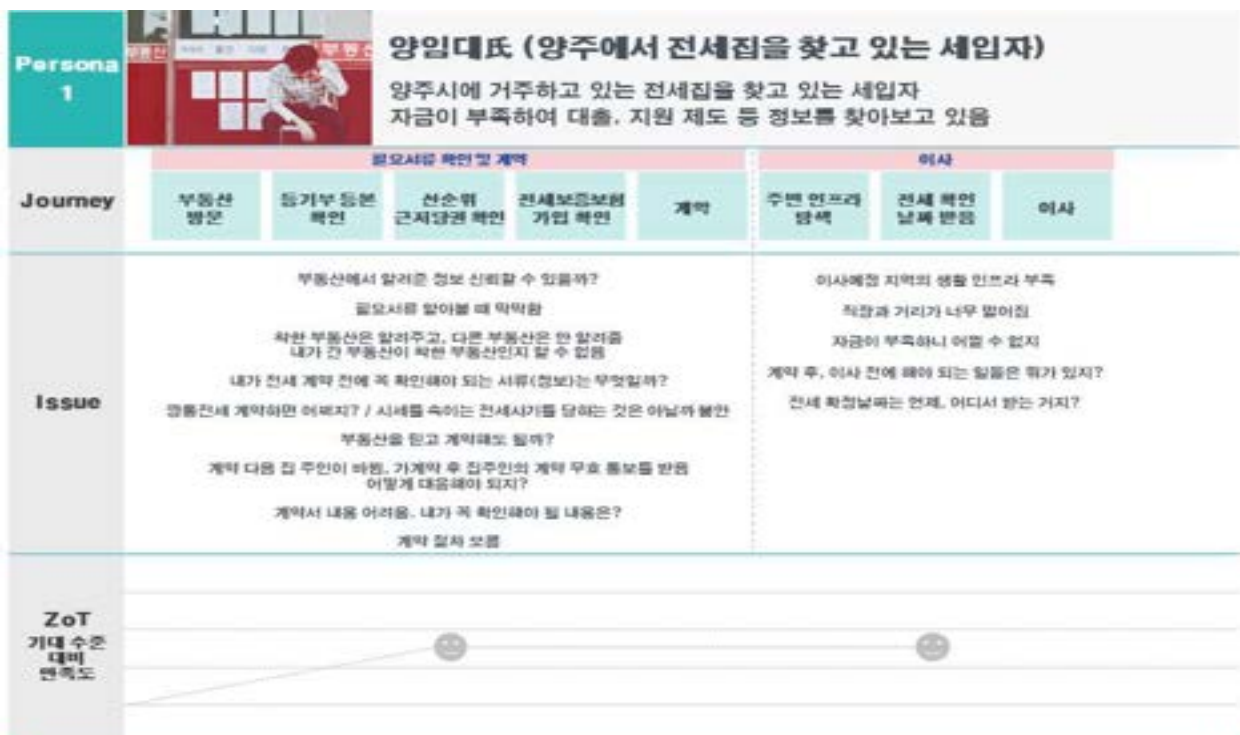 Persona
1
양임대氏 (양주에서 전세집을 찾고 있는 세입자)
양주시에 거주하고 있는 전세집을 찾고 있는 세입자
자금이 부족하여 대출, 지원 제도 등 정보를 찾아보고 있음
Journey
필요서류 확인 및 계약
이사
부동산
방문
등기부 등본
확인
선순위
근저당권 확인
전세보증보험
가입 확인
계약
주변 인프라
탐색
전세 확인
날짜 받음
이사
Issue
부동산에서 알려준 정보 신뢰할 수 있을까?
필요서류 알아볼 때 막막함
착한 부동산은 알려주고, 다른 부동산은 안 알려줌
내가 간 부동산이 착한 부동산인지 알 수 없음
내가 전세 계약 전에 꼭 확인해야 되는 서류(정보)는 무엇일까?
깡통전세 계약하면 어쩌지? / 시세를 속이는 전세사기를 당하는 것은 아닐까 불안
부동산을 믿고 계약해도 될까?
계약 다음 집 주인이 바뀜, 가계약 후 집주인의 계약 무효 통보를 받음
어떻게 대응해야 되지?
계약서 내용 어려움, 내가 꼭 확인해야 될 내용은?
계약 절차 모름
이사예정 지역의 생활 인프라 부족
직장과 거리가 너무 멀어짐
자금이 부족하니 어쩔 수 없지
계약 후, 이사 전에 해야 되는 일들은 뭐가 있지?
전세 확정날짜는 언제, 어디서 받는 거지?
ZoT
기대 수준
대비
만족도